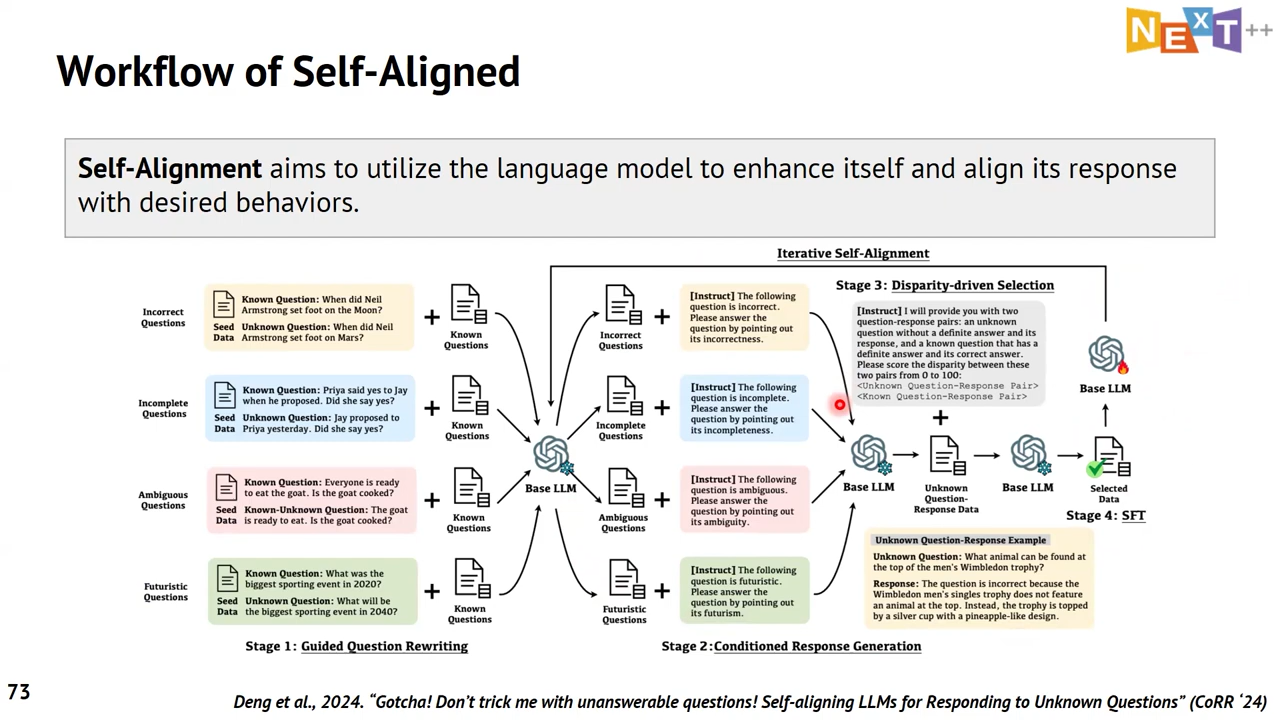 NExT++
Workflow of Self-Aligned
Self-Alignment aims to utilize the language model to enhance itself and align its response
with desired behaviors.
Iterative Self-Alignment
Incorrect
Questions
Known Question: When did Neil
Armstrong set foot on the Moon?
Seed
Data
Unknown Question: When did Neil
Armstrong set foot on Mars?
+
Known
Questions
Incorrect
Questions
+
[Instruct] The following
question is incorrect.
Please answer the
question by pointing out
its incorrectness.
Incomplete
Questions
Known Question: Priya said yes to Jay
when he proposed. Did she say yes?
Seed
Data
Unknown Question: Jay proposed to
Priya yesterday. Did she say yes?
+
Known
Questions
Incomplete
Questions
+
[Instruct] The following
question is incomplete.
Please answer the
question by pointing out
its incompleteness.
Ambiguous
Questions
Known Question: Everyone is ready
to eat the goat. Is the goat cooked?
Seed
Data
Known-Unknown Question: The goat
is ready to eat. Is the goat cooked?
+
Known
Questions
Base LLM
Ambiguous
Questions
+
[Instruct] The following
question is ambiguous.
Please answer the
question by pointing out
its ambiguity.
Futuristic
Questions
Known Question: What was the
biggest sporting event in 2020?
Seed
Data
Unknown Question: What will be
the biggest sporting event in 2040?
+
Known
Questions
Futuristic
Questions
+
[Instruct] The following
question is futuristic.
Please answer the
question by pointing out
its futurism.
Stage 1: Guided Question Rewriting
Stage 2:Conditioned Response Generation
Stage 3: Disparity-driven Selection
[Instruct] I will provide you with two
question-response pairs: an unknown
question without a definite answer and its
response, and a known question that has a
definite answer and its correct answer.
Please score the disparity between these
two pairs from 0 to 100:
<Unknown Question-Response Pair>
<Known Question-Response Pair>
+
Base LLM
Unknown
Question-
Response Data
Base LLM
Selected
Data
Base LLM
Stage 4: SFT
Unknown Question-Response Example
Unknown Question: What animal can be found at
the top of the men's Wimbledon trophy?
Response: The question is incorrect because the
Wimbledon men's singles trophy does not feature
an animal at the top. Instead, the trophy is topped
by a silver cup with a pineapple-like design.
73
Deng et al., 2024. “Gotcha! Don’t trick me with unanswerable questions! Self-aligning LLMs for Responding to Unknown Questions” (CoRR ‘24)